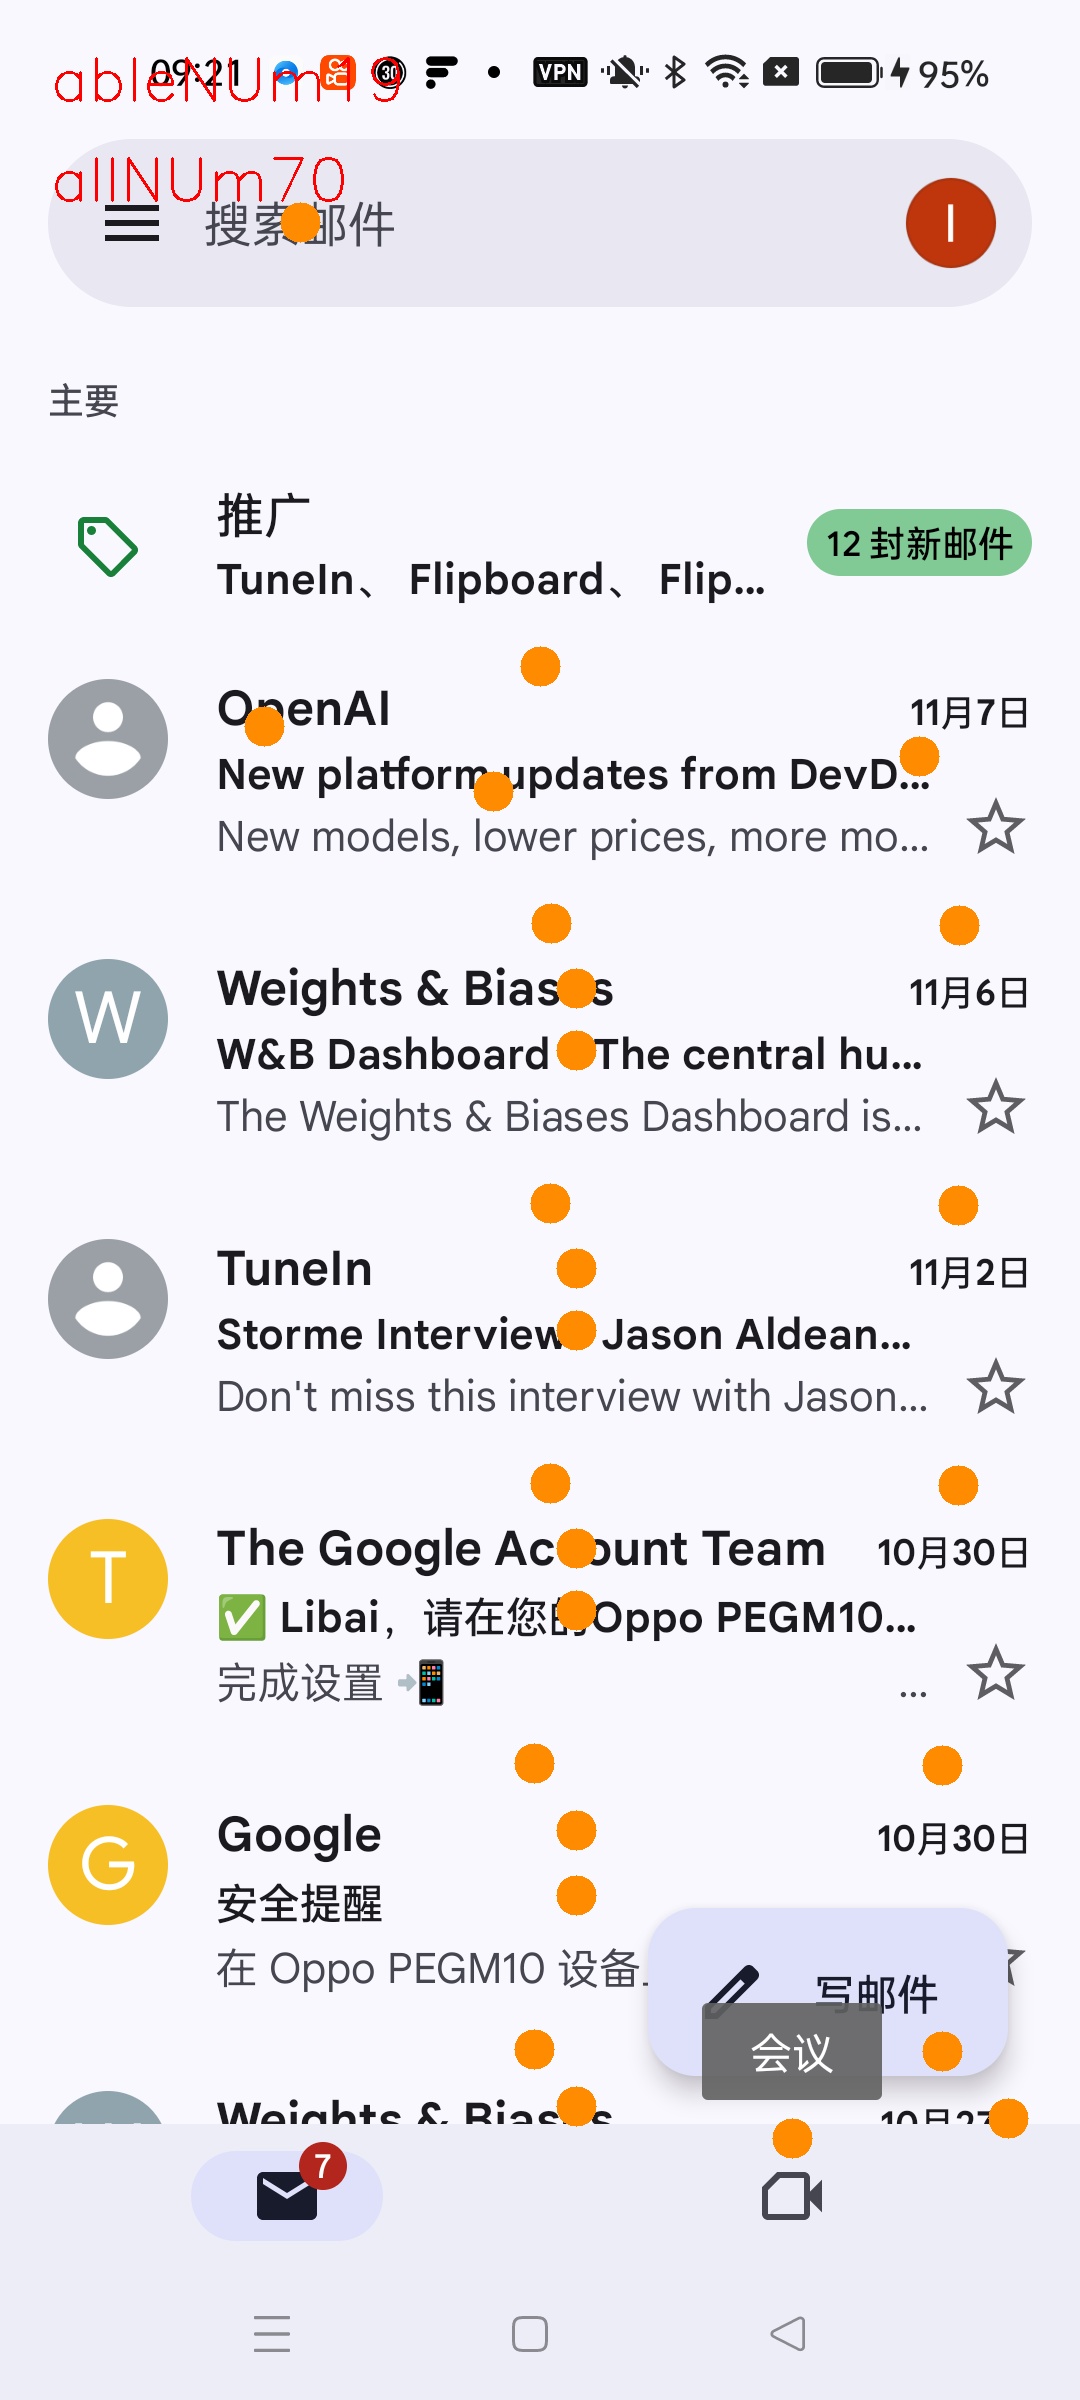 09:21 30 VPN 95%
ableNUm19
allNUm70
搜索邮件
I
主要
推广
12 封新邮件
TuneIn、 Flipboard、 Flip...
OpenAI
11月7日
New platform updates from DevD...
New models, lower prices, more mo...
W
Weights & Biases
11月6日
W&B Dashboard The central hu...
The Weights & Biases Dashboard is...
TuneIn
11月2日
Storme Interview Jason Aldean...
Don't miss this interview with Jason...
T
The Google Account Team
10月30日
✅ Libai，请在您的 Oppo PEGM10...
完成设置 📲 ...
G
Google
10月30日
安全提醒
在 Oppo PEGM10 设备
写邮件
会议
Weights & Biases
10月27
7